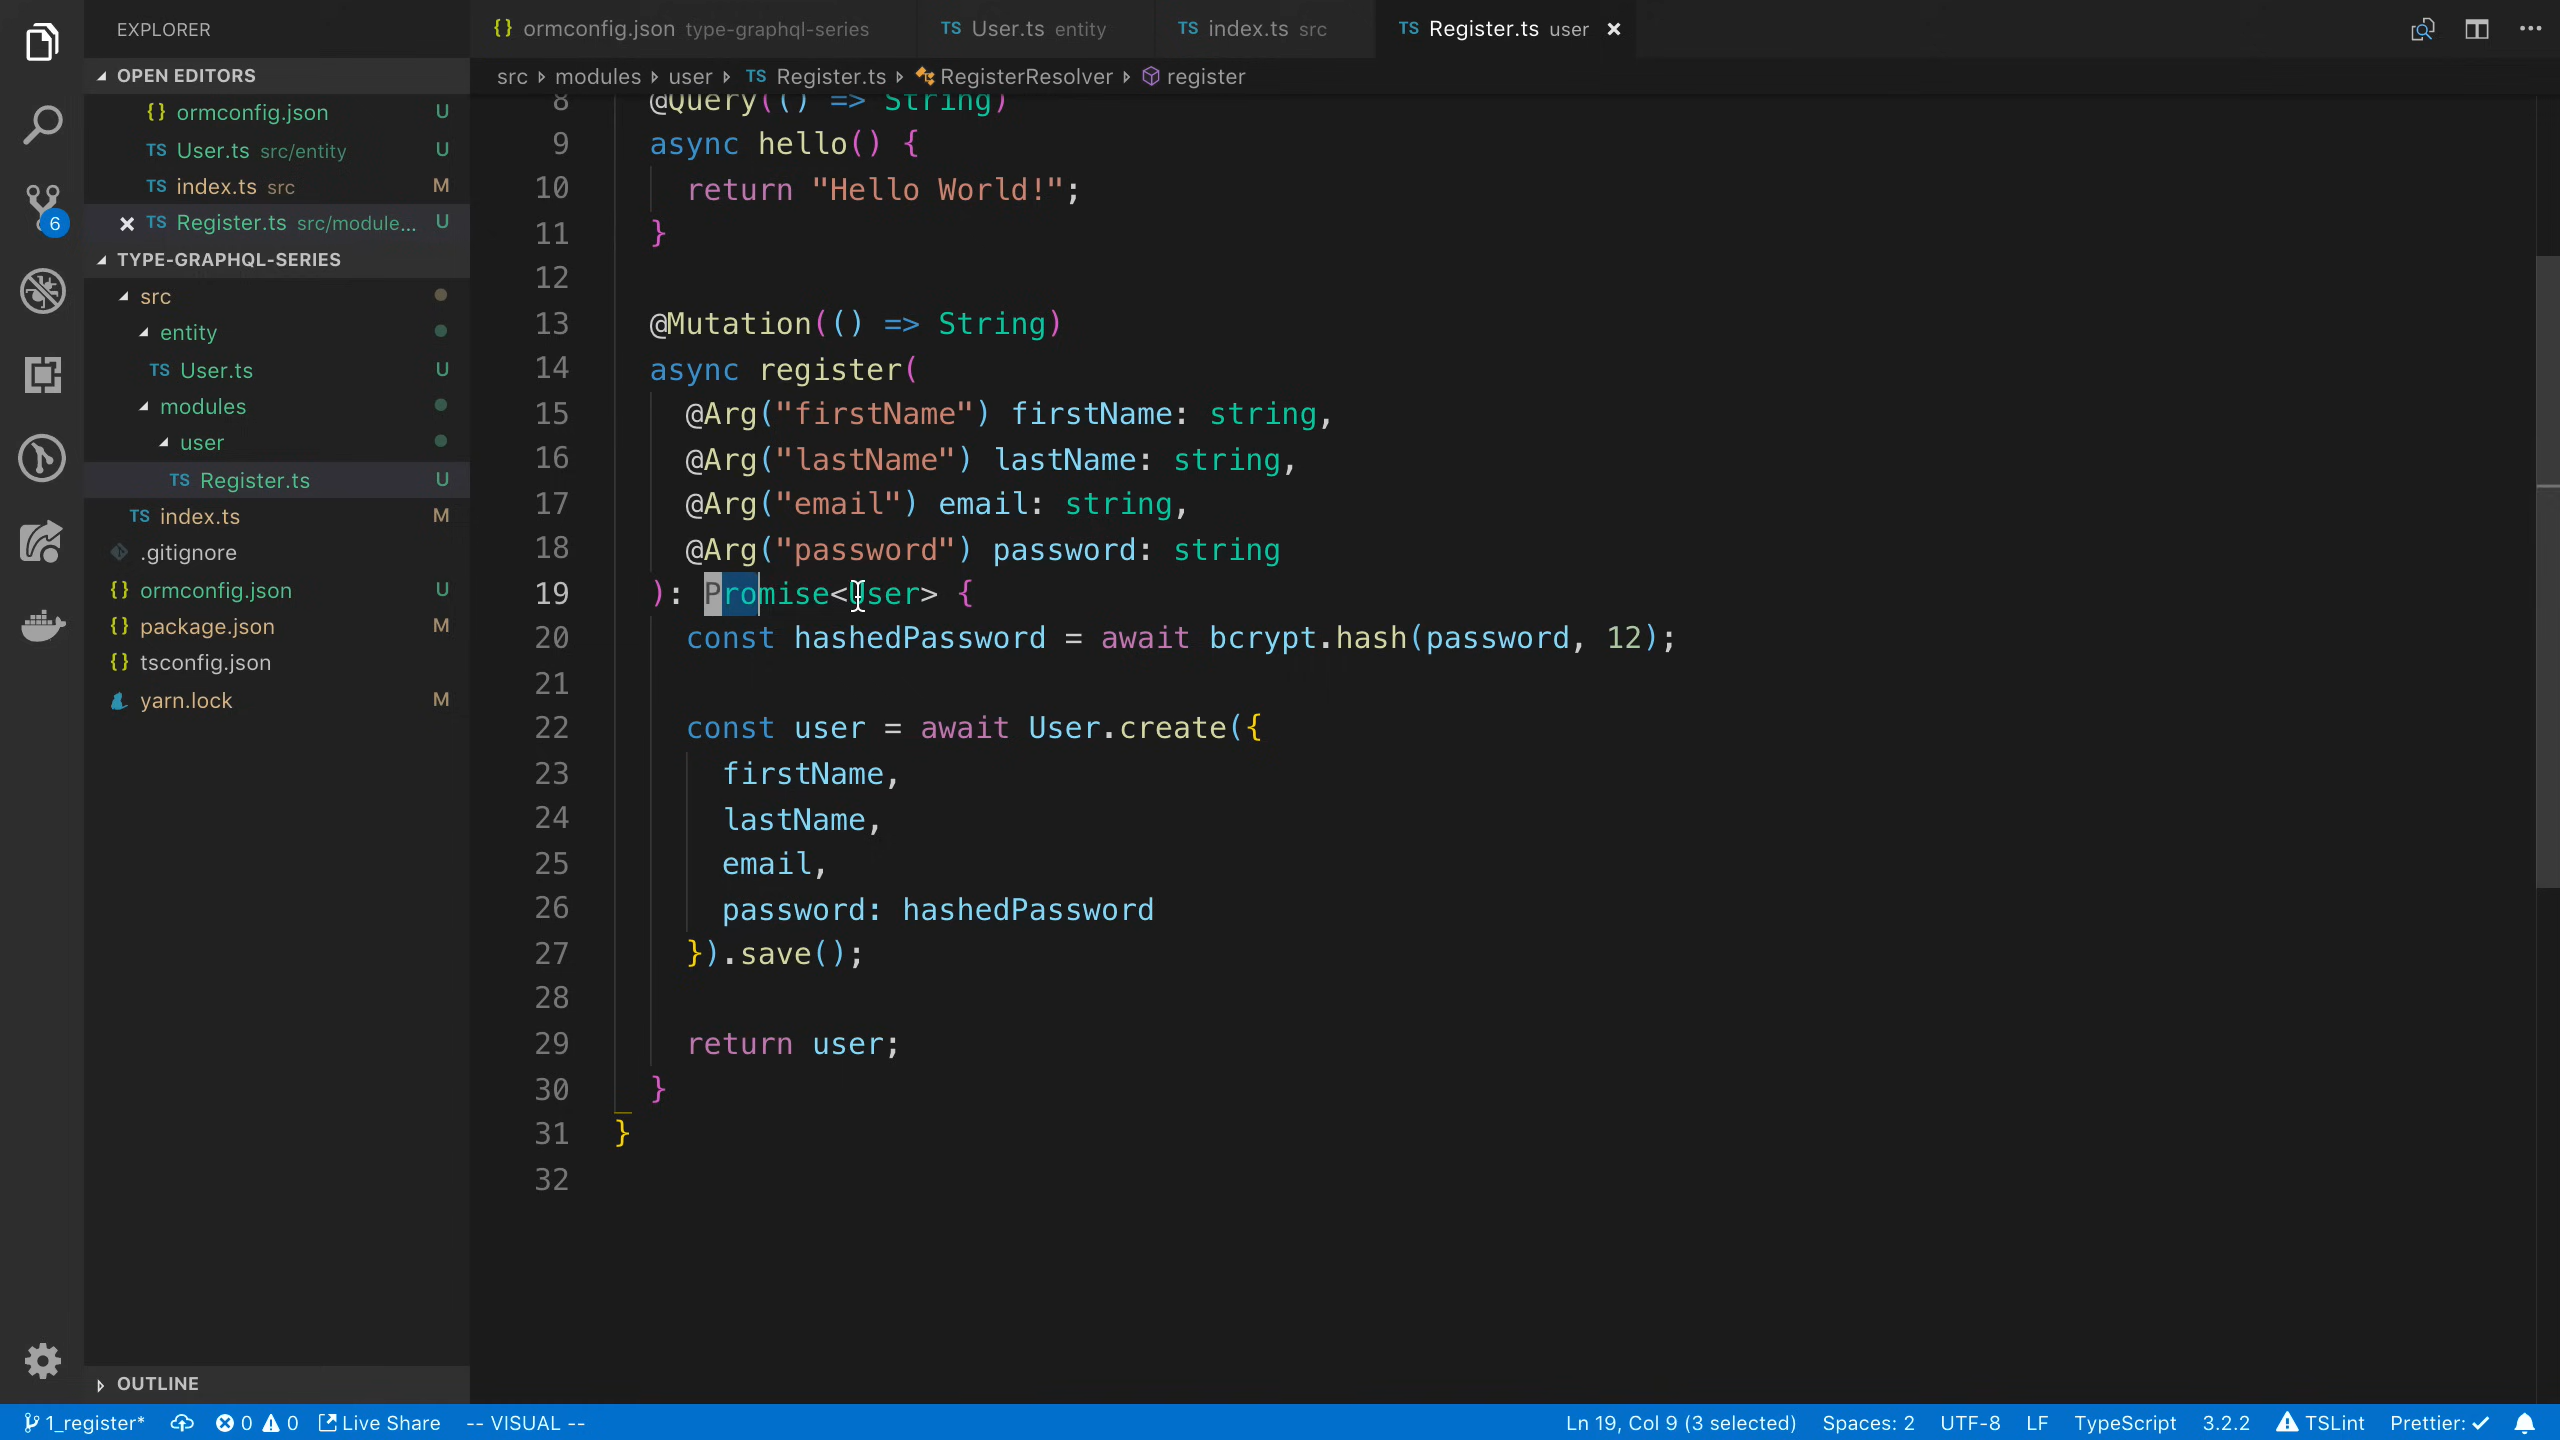 EXPLORER
OPEN EDITORS
{} ormconfig.json U
TS User.ts src/entity U
TS index.ts src M
× TS Register.ts src/module... U
TYPE-GRAPHQL-SERIES
src
entity
TS User.ts U
modules
user
TS Register.ts U
TS index.ts M
.gitignore
{} ormconfig.json U
{} package.json M
{} tsconfig.json
yarn.lock M
OUTLINE
6
{} ormconfig.json type-graphql-series
TS User.ts entity
TS index.ts src
TS Register.ts user ×
src › modules › user › TS Register.ts › RegisterResolver › register
8 @Query(() => String)
9 async hello() {
10 return "Hello World!";
11 }
12
13 @Mutation(() => String)
14 async register(
15 @Arg("firstName") firstName: string,
16 @Arg("lastName") lastName: string,
17 @Arg("email") email: string,
18 @Arg("password") password: string
19 ): Promise<User> {
20 const hashedPassword = await bcrypt.hash(password, 12);
21
22 const user = await User.create({
23 firstName,
24 lastName,
25 email,
26 password: hashedPassword
27 }).save();
28
29 return user;
30 }
31 }
32
1_register* 0 0 Live Share -- VISUAL -- Ln 19, Col 9 (3 selected) Spaces: 2 UTF-8 LF TypeScript 3.2.2 TSLint Prettier: ✓